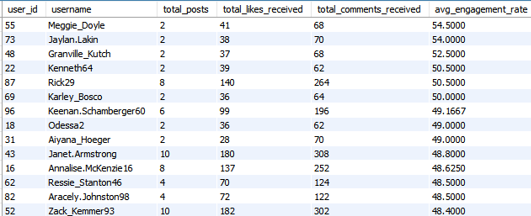 user_id username total_posts total_likes_received total_comments_received avg_engagement_rate
55 Meggie_Doyle 2 41 68 54.5000
73 Jaylan.Lakin 2 38 70 54.0000
48 Granville_Kutch 2 37 68 52.5000
22 Kenneth64 2 39 62 50.5000
87 Rick29 8 140 264 50.5000
69 Karley_Bosco 2 36 64 50.0000
96 Keenan.Schamberger60 6 99 196 49.1667
18 Odessa2 2 36 62 49.0000
31 Aiyana_Hoeger 2 28 70 49.0000
43 Janet.Armstrong 10 180 308 48.8000
16 Annalise.McKenzie16 8 137 252 48.6250
62 Ressie_Stanton46 4 70 124 48.5000
82 Aracely.Johnston98 4 72 122 48.5000
52 Zack_Kemmer93 10 182 302 48.4000